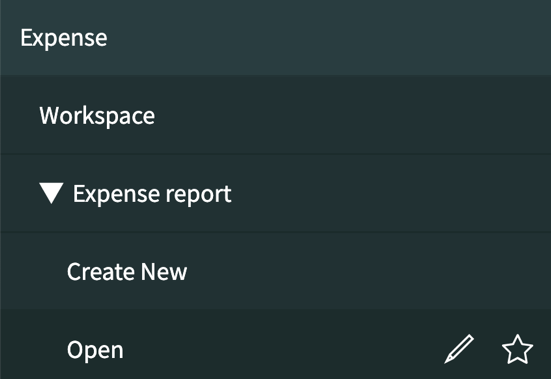 Expense
Workspace
Expense report
Create New
Open